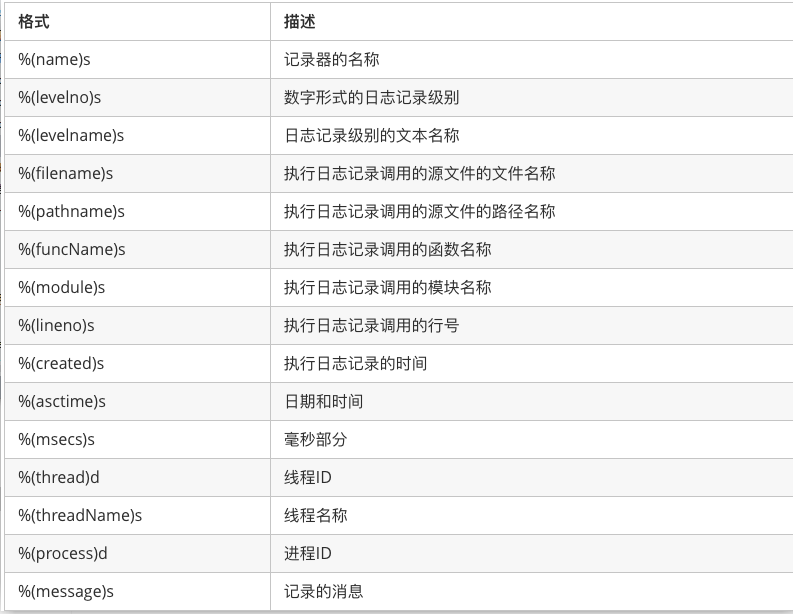 格式 描述
%(name)s 记录器的名称
%(levelno)s 数字形式的日志记录级别
%(levelname)s 日志记录级别的文本名称
%(filename)s 执行日志记录调用的源文件的文件名称
%(pathname)s 执行日志记录调用的源文件的路径名称
%(funcName)s 执行日志记录调用的函数名称
%(module)s 执行日志记录调用的模块名称
%(lineno)s 执行日志记录调用的行号
%(created)s 执行日志记录的时间
%(asctime)s 日期和时间
%(msecs)s 毫秒部分
%(thread)d 线程ID
%(threadName)s 线程名称
%(process)d 进程ID
%(message)s 记录的消息